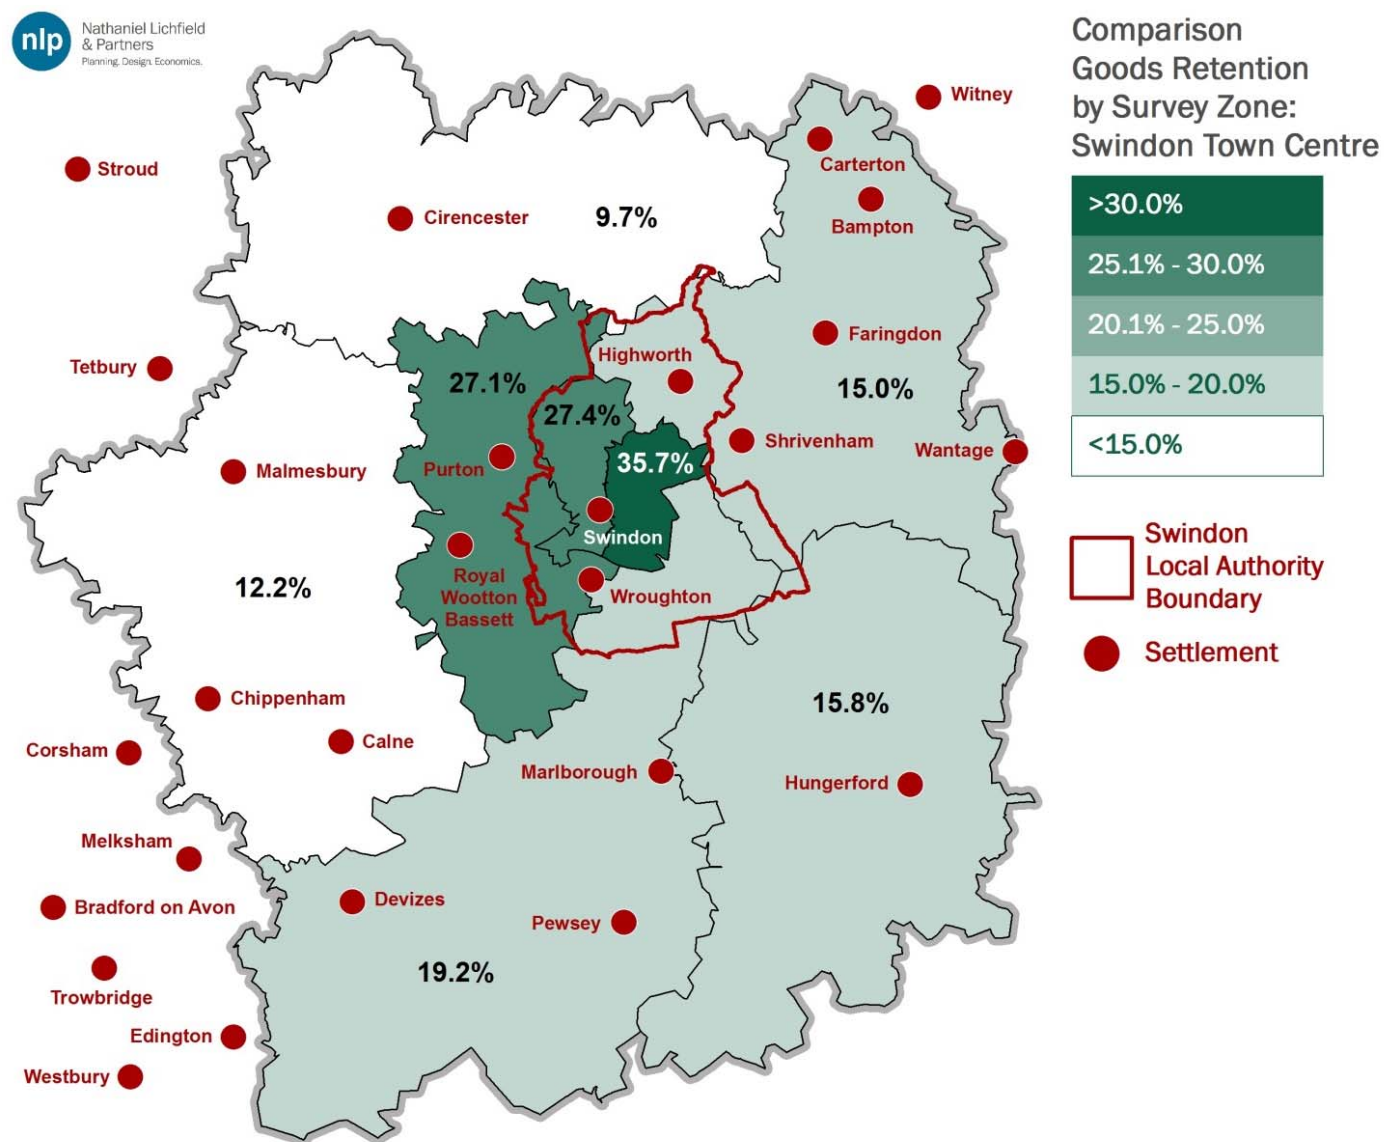 nlp
Nathaniel Lichfield
& Partners
Planning. Design. Economics.
Comparison
Goods Retention
by Survey Zone:
Swindon Town Centre
>30.0%
25.1% - 30.0%
20.1% - 25.0%
15.0% - 20.0%
<15.0%
Swindon
Local Authority
Boundary
Settlement
Witney
Carterton
Stroud
Bampton
Cirencester
9.7%
Faringdon
Highworth
Tetbury
27.1%
15.0%
27.4%
Shrivenham
Wantage
35.7%
Purton
Malmesbury
Swindon
Royal
Wootton
Bassett
12.2%
Wroughton
Chippenham
15.8%
Calne
Corsham
Marlborough
Hungerford
Melksham
Devizes
Bradford on Avon
Pewsey
19.2%
Trowbridge
Edington
Westbury